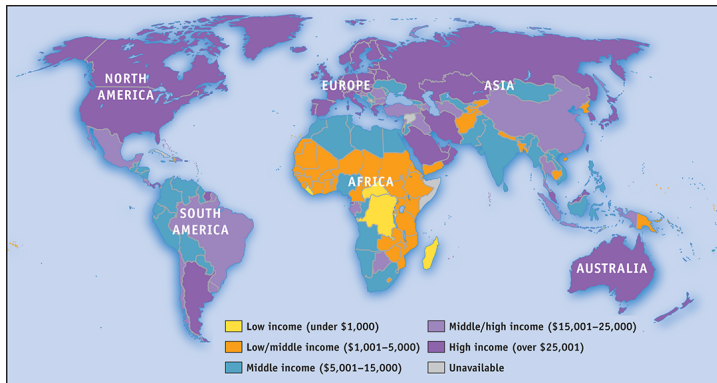 NORTH
AMERICA
EUROPE
ASIA
AFRICA
SOUTH
AMERICA
AUSTRALIA
Low income (under $1,000)
Low/middle income ($1,001–5,000)
Middle income ($5,001–15,000)
Middle/high income ($15,001–25,000)
High income (over $25,001)
Unavailable